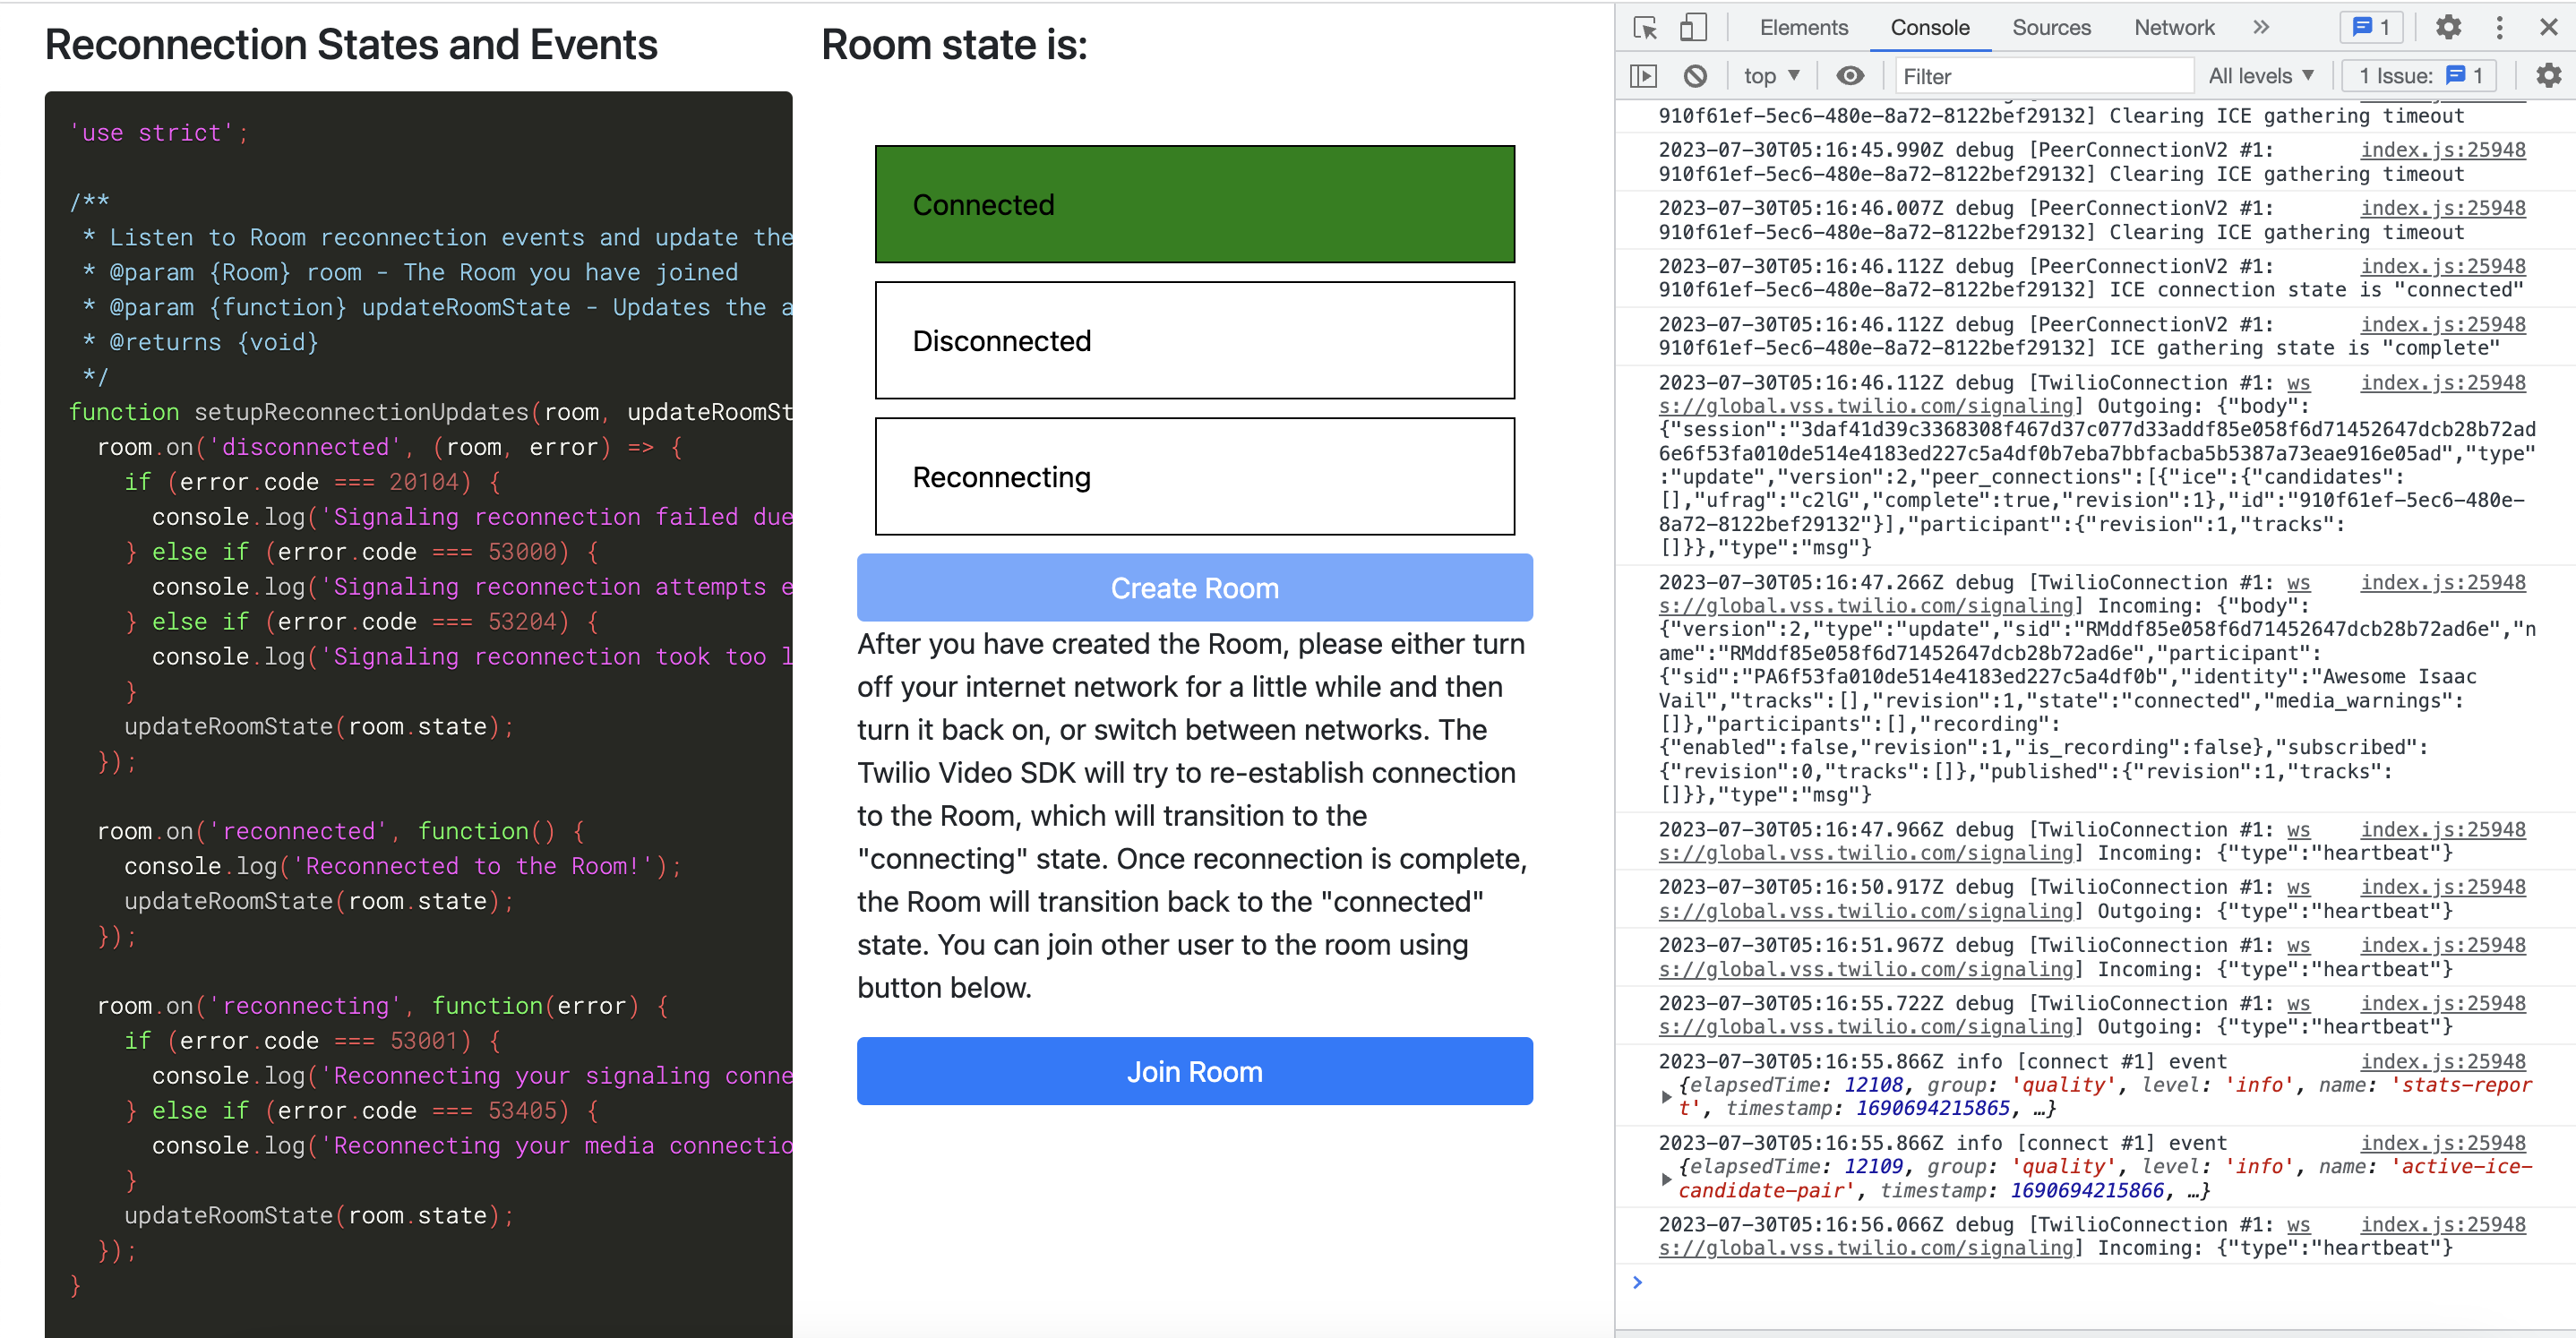 Reconnection States and Events
'use strict';
/**
* Listen to Room reconnection events and update the
* @param {Room} room - The Room you have joined
* @param {function} updateRoomState - Updates the a
* @returns {void}
*/
function setupReconnectionUpdates(room, updateRoomSt
room.on('disconnected', (room, error) => {
if (error.code === 20104) {
console.log('Signaling reconnection failed due
} else if (error.code === 53000) {
console.log('Signaling reconnection attempts e
} else if (error.code === 53204) {
console.log('Signaling reconnection took too l
}
updateRoomState(room.state);
});
room.on('reconnected', function() {
console.log('Reconnected to the Room!');
updateRoomState(room.state);
});
room.on('reconnecting', function(error) {
if (error.code === 53001) {
console.log('Reconnecting your signaling conne
} else if (error.code === 53405) {
console.log('Reconnecting your media connectio
}
updateRoomState(room.state);
});
}
Room state is:
Connected
Disconnected
Reconnecting
Create Room
After you have created the Room, please either turn
off your internet network for a little while and then
turn it back on, or switch between networks. The
Twilio Video SDK will try to re-establish connection
to the Room, which will transition to the
"connecting" state. Once reconnection is complete,
the Room will transition back to the "connected"
state. You can join other user to the room using
button below.
Join Room
Elements Console Sources Network 1
top Filter All levels 1 Issue: 1
910f61ef-5ec6-480e-8a72-8122bef29132] Clearing ICE gathering timeout
2023-07-30T05:16:45.990Z debug [PeerConnectionV2 #1: index.js:25948
910f61ef-5ec6-480e-8a72-8122bef29132] Clearing ICE gathering timeout
2023-07-30T05:16:46.007Z debug [PeerConnectionV2 #1: index.js:25948
910f61ef-5ec6-480e-8a72-8122bef29132] Clearing ICE gathering timeout
2023-07-30T05:16:46.112Z debug [PeerConnectionV2 #1: index.js:25948
910f61ef-5ec6-480e-8a72-8122bef29132] ICE connection state is "connected"
2023-07-30T05:16:46.112Z debug [PeerConnectionV2 #1: index.js:25948
910f61ef-5ec6-480e-8a72-8122bef29132] ICE gathering state is "complete"
2023-07-30T05:16:46.112Z debug [TwilioConnection #1: ws index.js:25948
s://global.vss.twilio.com/signaling] Outgoing: {"body":
{"session":"3daf41d39c3368308f467d37c077d33addf85e058f6d71452647dcb28b72ad
6e6f53fa010de514e4183ed227c5a4df0b7eba7bbfacba5b5387a73eae916e05ad","type"
:"update","version":2,"peer_connections":[{"ice":{"candidates":
[],"ufrag":"c2lG","complete":true,"revision":1},"id":"910f61ef-5ec6-480e-
8a72-8122bef29132"}],"participant":{"revision":1,"tracks":
[]}},"type":"msg"}
2023-07-30T05:16:47.266Z debug [TwilioConnection #1: ws index.js:25948
s://global.vss.twilio.com/signaling] Incoming: {"body":
{"version":2,"type":"update","sid":"RMddf85e058f6d71452647dcb28b72ad6e","n
ame":"RMddf85e058f6d71452647dcb28b72ad6e","participant":
{"sid":"PA6f53fa010de514e4183ed227c5a4df0b","identity":"Awesome Isaac
Vail","tracks":[],"revision":1,"state":"connected","media_warnings":
[]},"participants":[],"recording":
{"enabled":false,"revision":1,"is_recording":false},"subscribed":
{"revision":0,"tracks":[]},"published":{"revision":1,"tracks":
[]}},"type":"msg"}
2023-07-30T05:16:47.966Z debug [TwilioConnection #1: ws index.js:25948
s://global.vss.twilio.com/signaling] Incoming: {"type":"heartbeat"}
2023-07-30T05:16:50.917Z debug [TwilioConnection #1: ws index.js:25948
s://global.vss.twilio.com/signaling] Outgoing: {"type":"heartbeat"}
2023-07-30T05:16:51.967Z debug [TwilioConnection #1: ws index.js:25948
s://global.vss.twilio.com/signaling] Incoming: {"type":"heartbeat"}
2023-07-30T05:16:55.722Z debug [TwilioConnection #1: ws index.js:25948
s://global.vss.twilio.com/signaling] Outgoing: {"type":"heartbeat"}
2023-07-30T05:16:55.866Z info [connect #1] event index.js:25948
{elapsedTime: 12108, group: 'quality', level: 'info', name: 'stats-repor
t', timestamp: 1690694215865, …}
2023-07-30T05:16:55.866Z info [connect #1] event index.js:25948
{elapsedTime: 12109, group: 'quality', level: 'info', name: 'active-ice-
candidate-pair', timestamp: 1690694215866, …}
2023-07-30T05:16:56.066Z debug [TwilioConnection #1: ws index.js:25948
s://global.vss.twilio.com/signaling] Incoming: {"type":"heartbeat"}